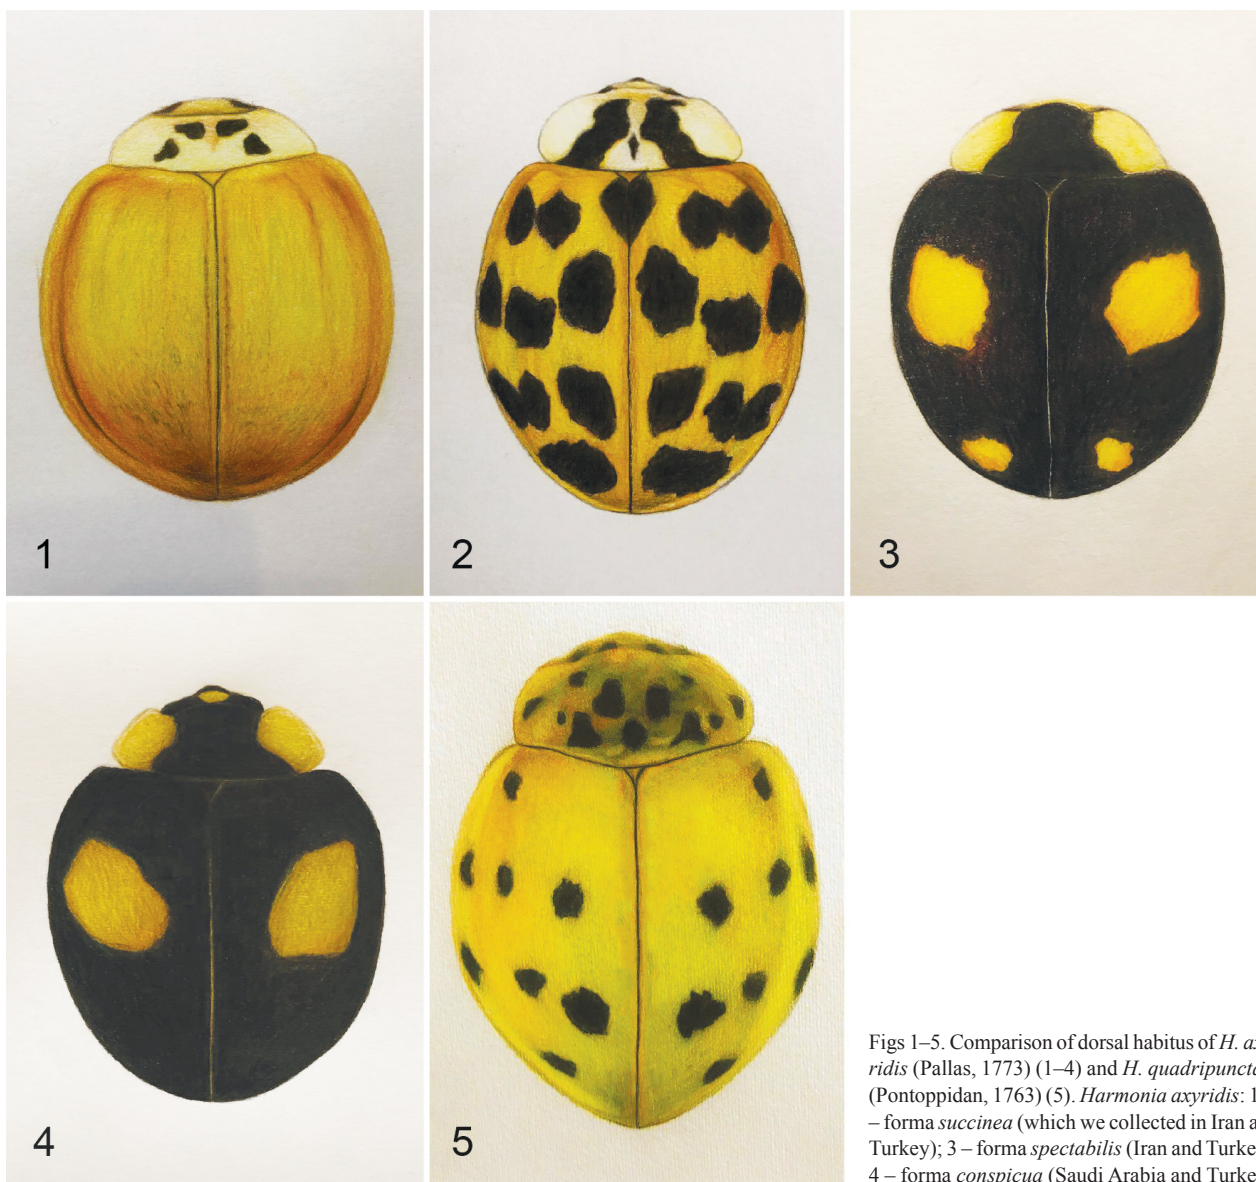 1
2
3
4
5
Figs 1–5. Comparison of dorsal habitus of H. ax
ridis (Pallas, 1773) (1–4) and H. quadripuncta
(Pontoppidan, 1763) (5). Harmonia axyridis: 1
– forma succinea (which we collected in Iran a
Turkey); 3 – forma spectabilis (Iran and Turke
4 – forma conspicua (Saudi Arabia and Turke